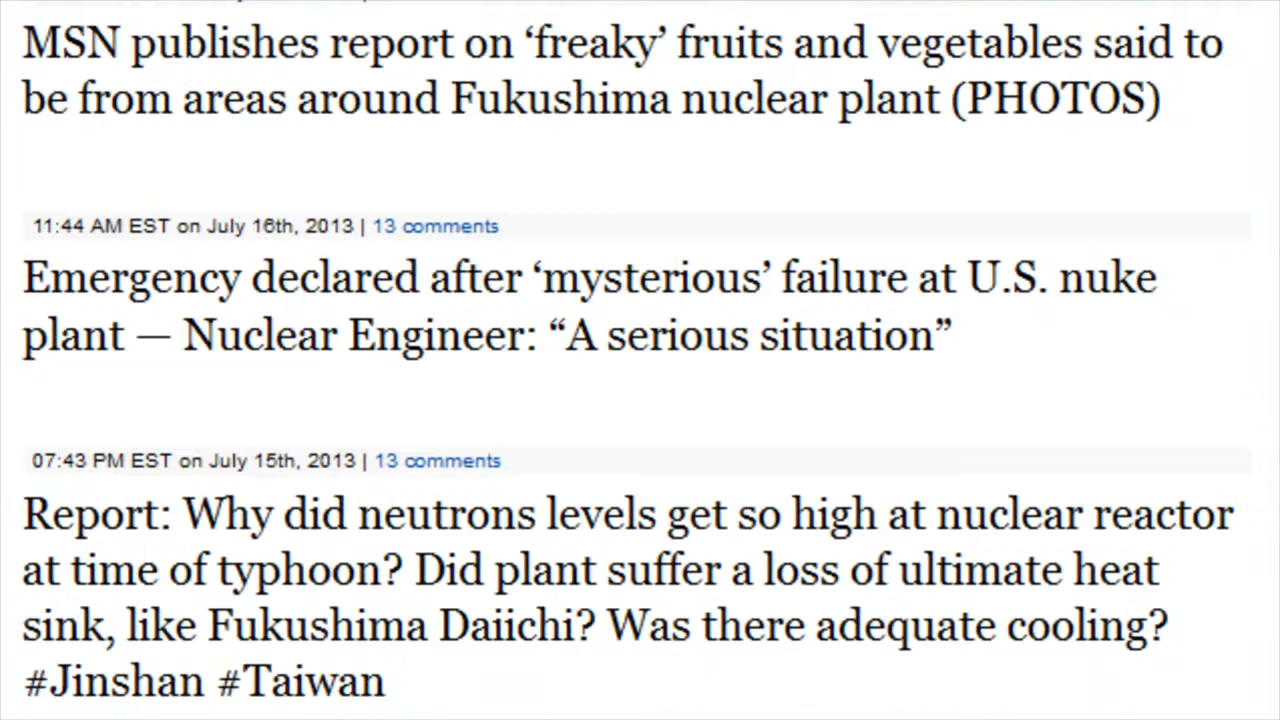 MSN publishes report on ‘freaky’ fruits and vegetables said to
be from areas around Fukushima nuclear plant (PHOTOS)
11:44 AM EST on July 16th, 2013 | 13 comments
Emergency declared after ‘mysterious’ failure at U.S. nuke
plant — Nuclear Engineer: “A serious situation”
07:43 PM EST on July 15th, 2013 | 13 comments
Report: Why did neutrons levels get so high at nuclear reactor
at time of typhoon? Did plant suffer a loss of ultimate heat
sink, like Fukushima Daiichi? Was there adequate cooling?
#Jinshan #Taiwan